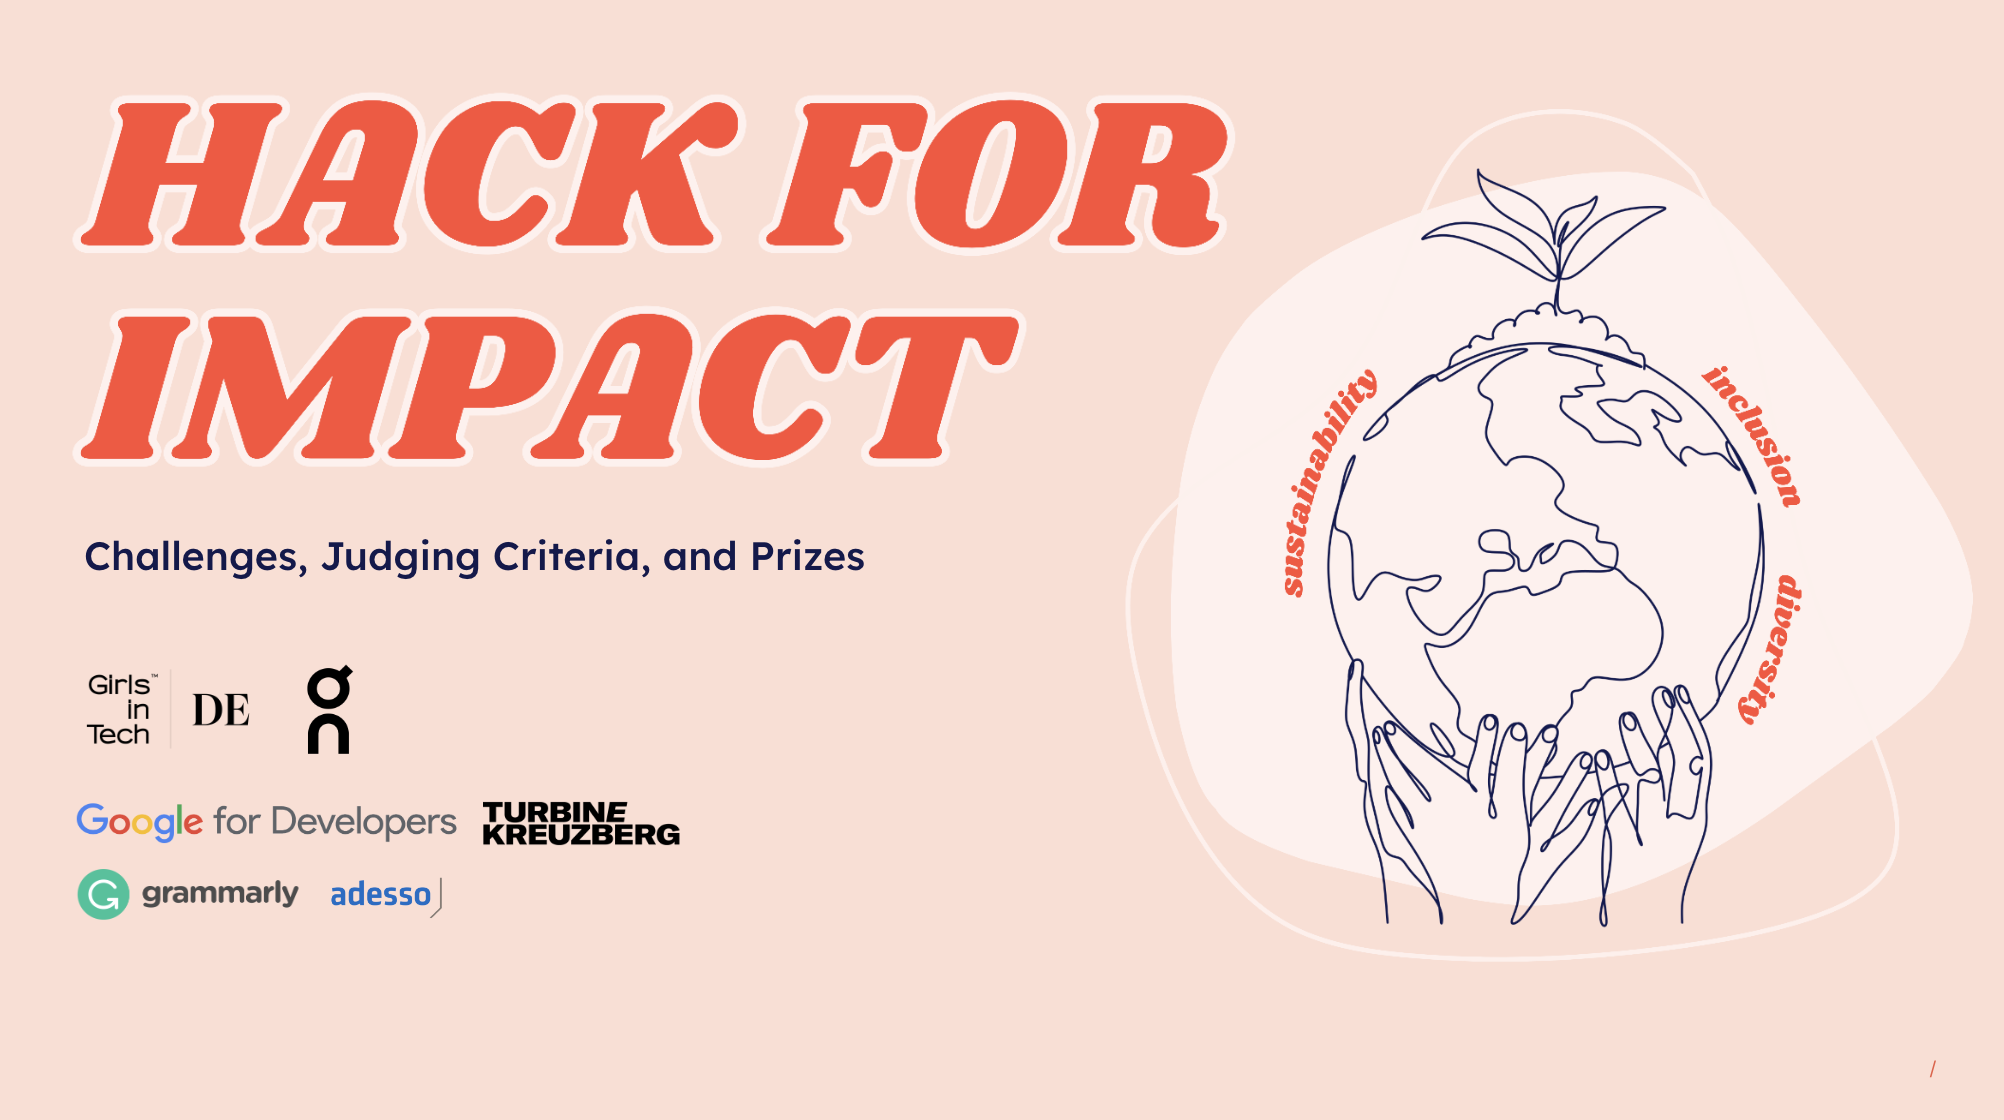 HACK FOR
IMPACT
Challenges, Judging Criteria, and Prizes
Girls™
in
Tech
DE
on
Google for Developers
TURBINE
KREUZBERG
grammarly
adesso
sustainability
inclusion
diversity
/